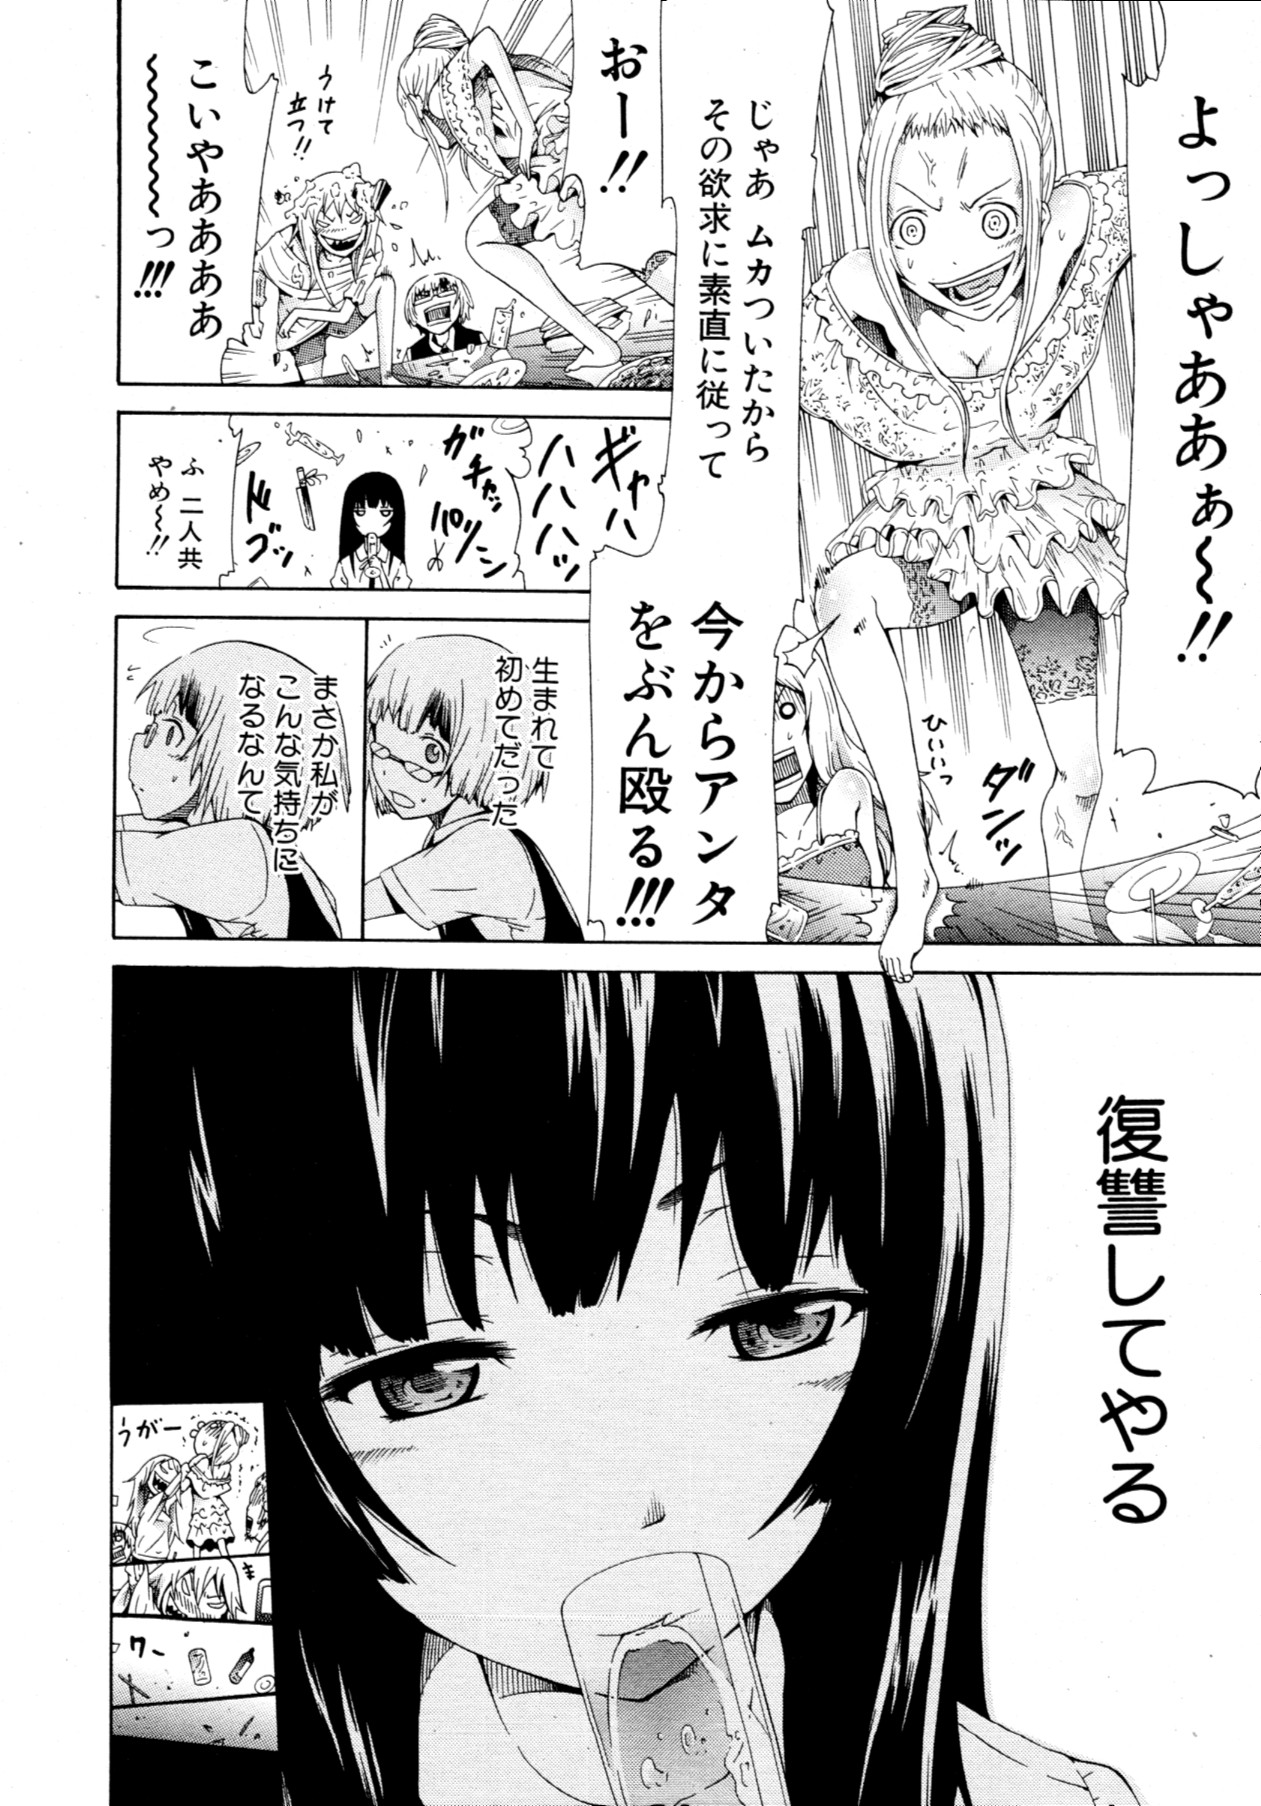 よっしゃああぁ～!!
ダンッ
ひいいっ
じゃあ ムカついたから
その欲求に素直に従って
今からアンタ
をぶん殴る!!!
おー!!
うけて
立つ!!
こいやああああ
～～～～っ!!!
ギャハ
ハハハッ
ガチャッ
パリン
ドゴッ
ふ 二人共
やめ～!!
生まれて
初めてだった
まさか私が
こんな気持ちに
なるなんて
復讐してやる
うがー
ワー